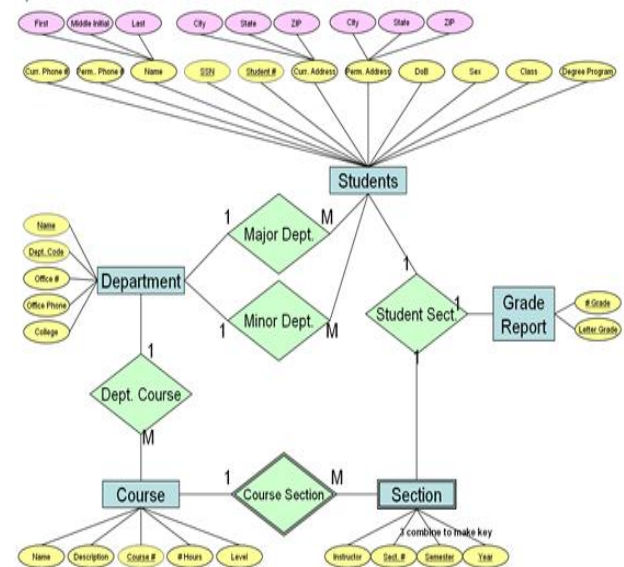 First Middle Initial Last City State ZIP City State ZIP
Curr. Phone # Perm.. Phone # Name SSN Student # Curr. Address Perm. Address DoB Sex Class Degree Program
Students
1 M
Major Dept.
Name
Dept. Code
Office #
Office Phone
College
Department
1 Minor Dept. M
1
Student Sect. 1
1
Grade
Report
# Grade
Letter Grade
1
Dept. Course
M
Course 1 Course Section M Section
3 combine to make key
Name Description Course # # Hours Level Instructor Sect. # Semester Year